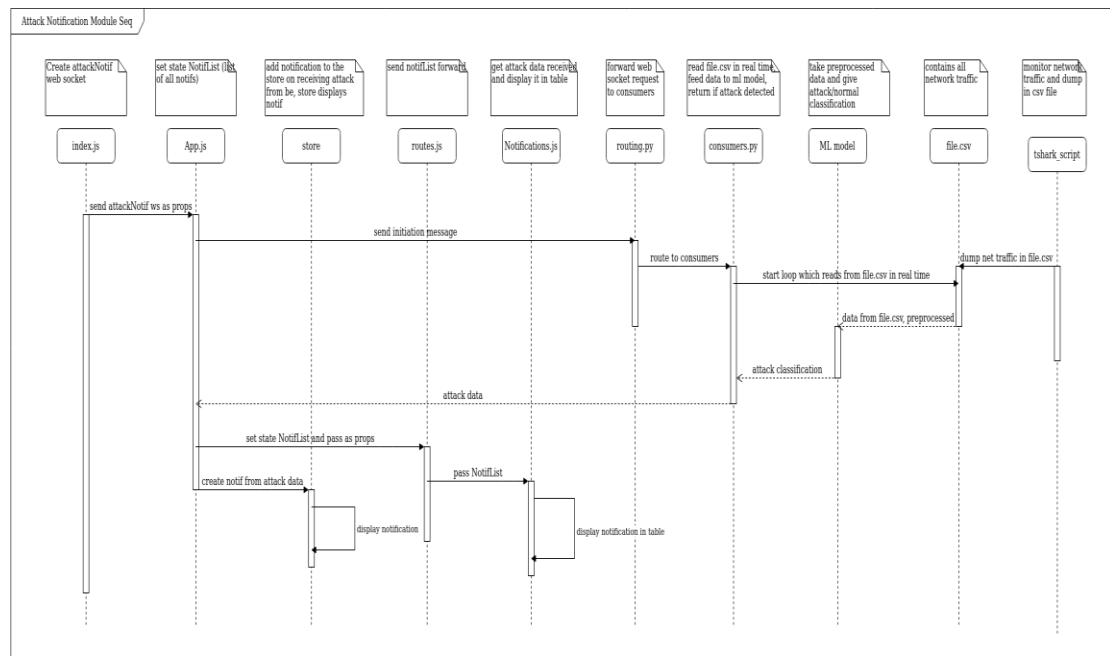 Attack Notification Module Seq
Create attackNotif
web socket
set state NotifList (list
of all notifs)
add notification to the
store on receiving attack
from be, store displays
notif
send notifList forward
get attack data received
and display it in table
forward web
socket request
to consumers
read file.csv in real time,
feed data to ml model,
return if attack detected
take preprocessed
data and give
attack/normal
classification
contains all
network traffic
monitor network
traffic and dump
in csv file
index.js
App.js
store
routes.js
Notifications.js
routing.py
consumers.py
ML model
file.csv
tshark_script
send attackNotif ws as props
send initiation message
route to consumers
dump net traffic in file.csv
start loop which reads from file.csv in real time
data from file.csv, preprocessed
attack classification
attack data
set state NotifList and pass as props
pass NotifList
create notif from attack data
display notification
display notification in table